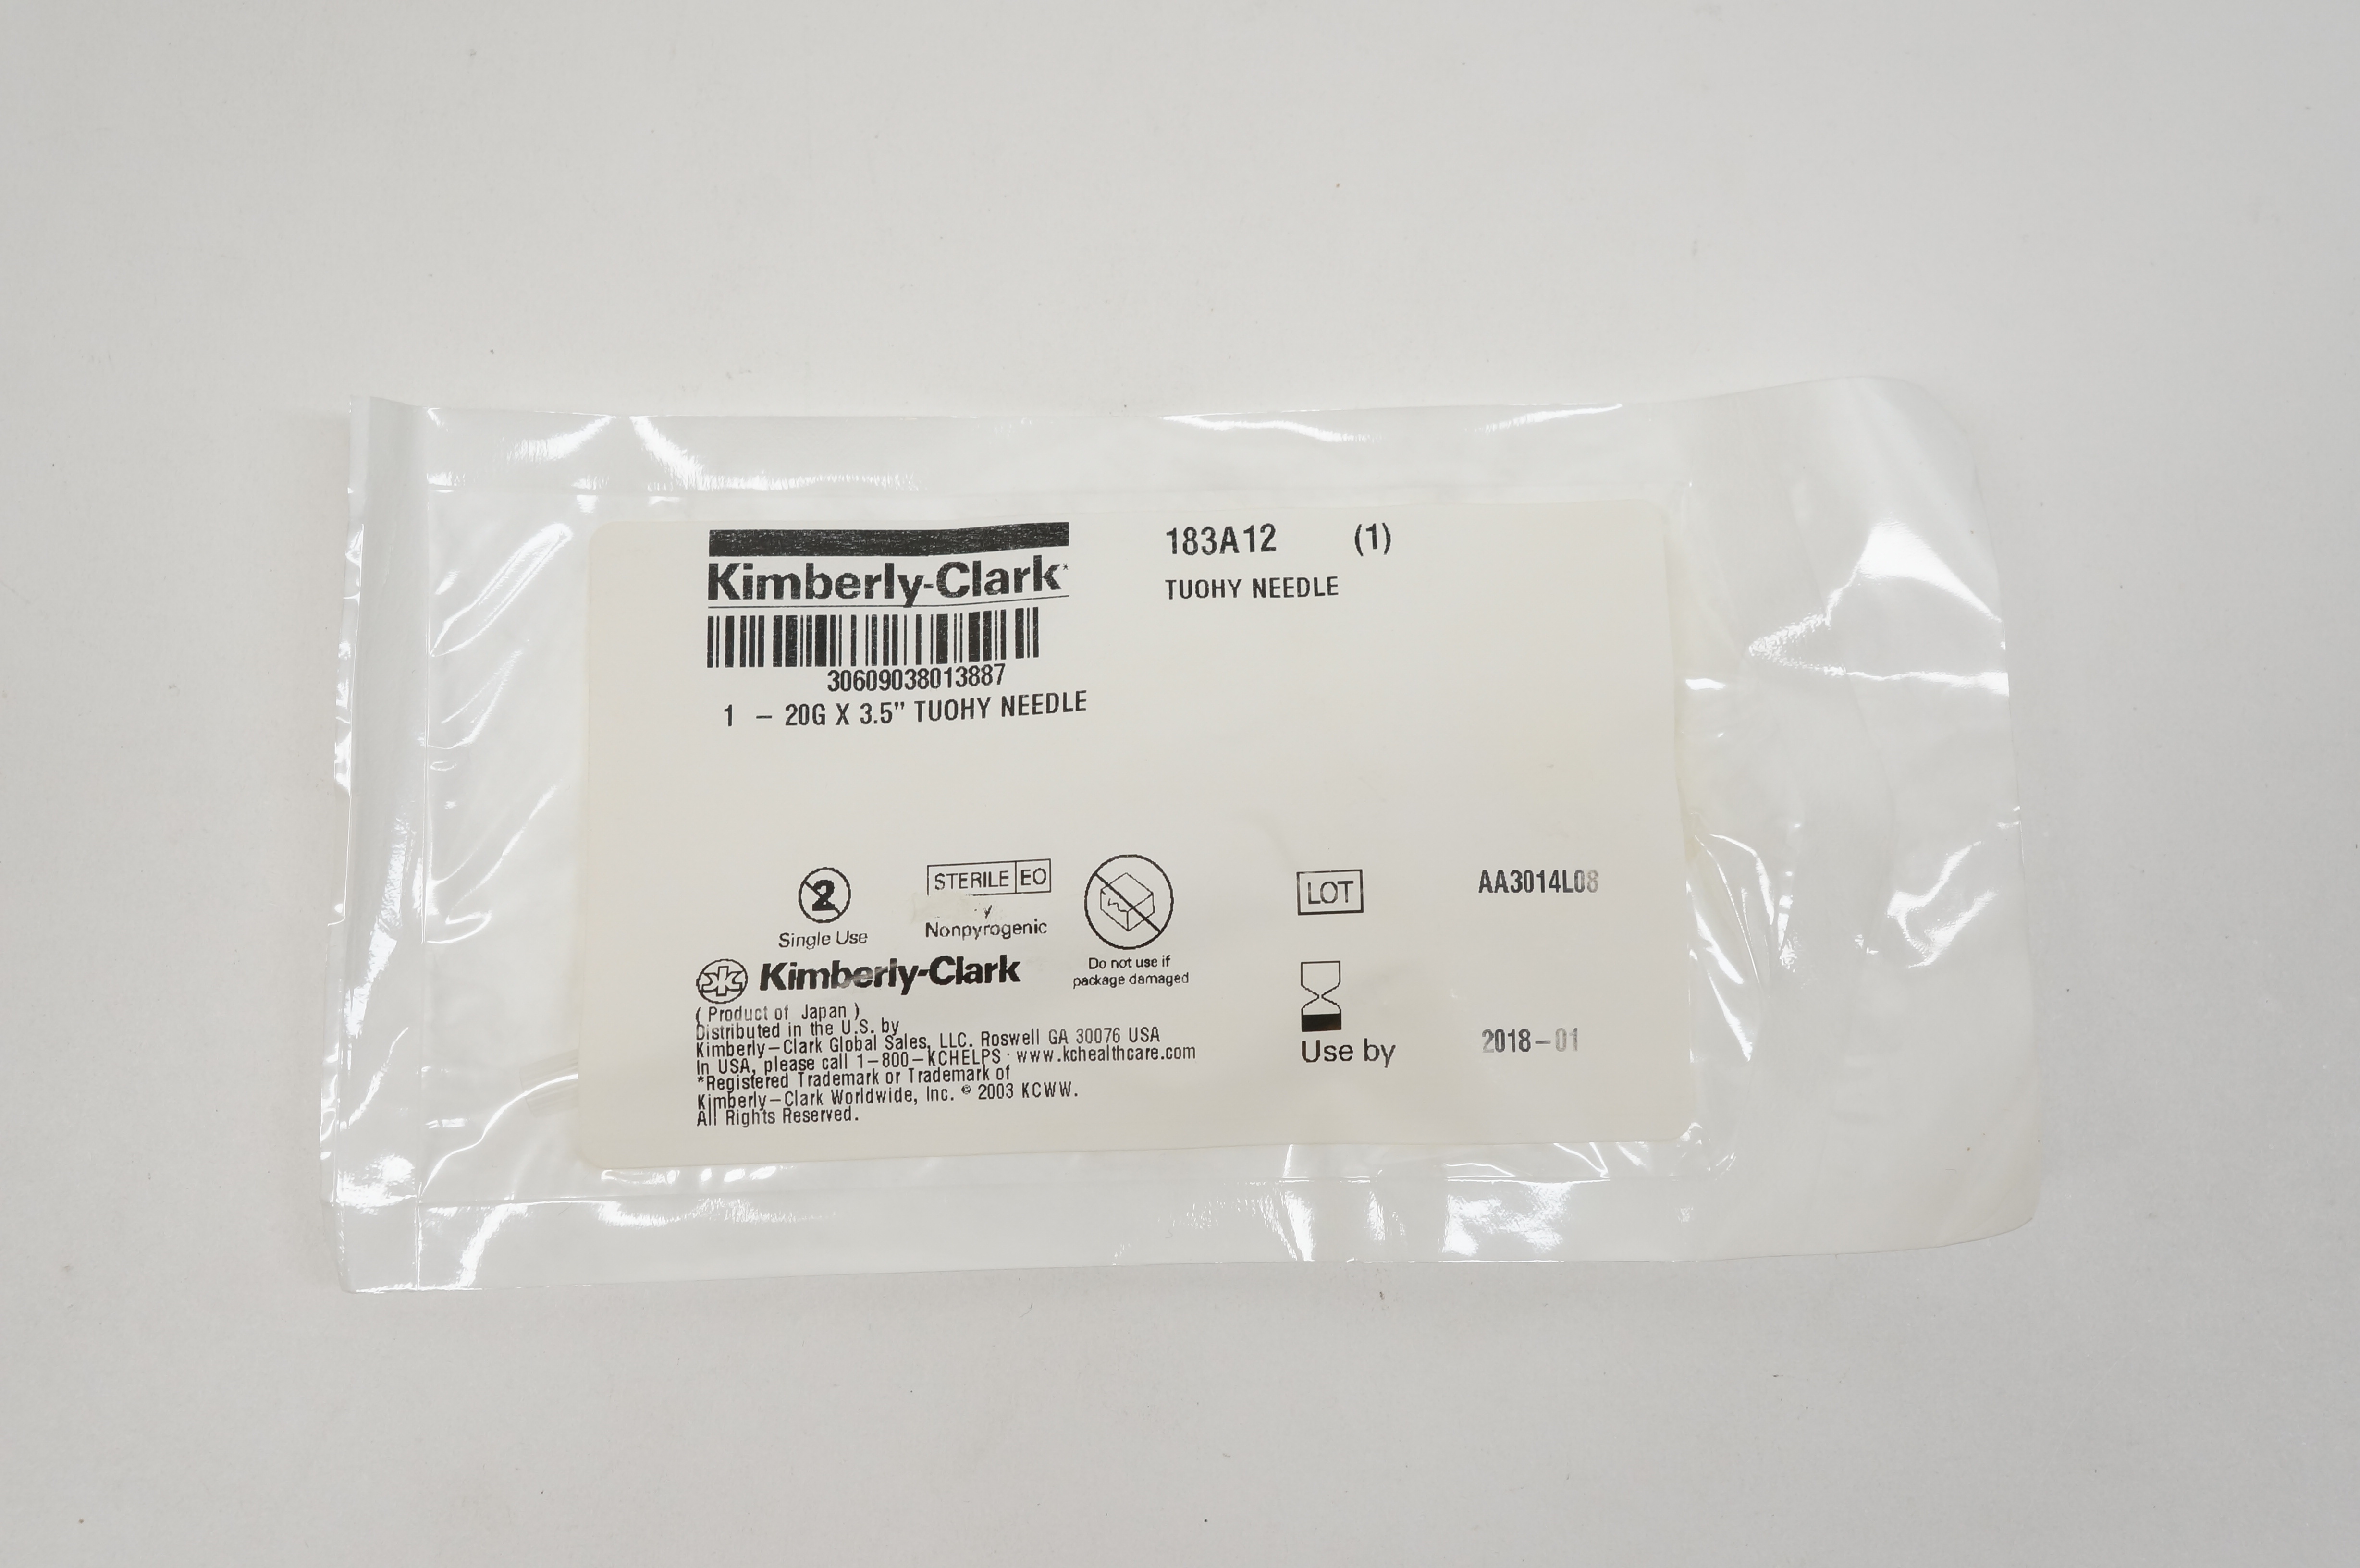 Kimberly-Clark*
183A12 (1)
TUOHY NEEDLE
30609038013887
1 – 20G X 3.5" TUOHY NEEDLE
2
Single Use
STERILE EO
Nonpyrogenic
Do not use if
package damaged
LOT
AA3014L08
Use by
2018-01
Kimberly-Clark
( Product of Japan )
Distributed in the U.S. by
Kimberly-Clark Global Sales, LLC. Roswell GA 30076 USA
In USA, please call 1-800-KCHELPS · www.kchealthcare.com
*Registered Trademark or Trademark of
Kimberly-Clark Worldwide, Inc. © 2003 KCWW.
All Rights Reserved.